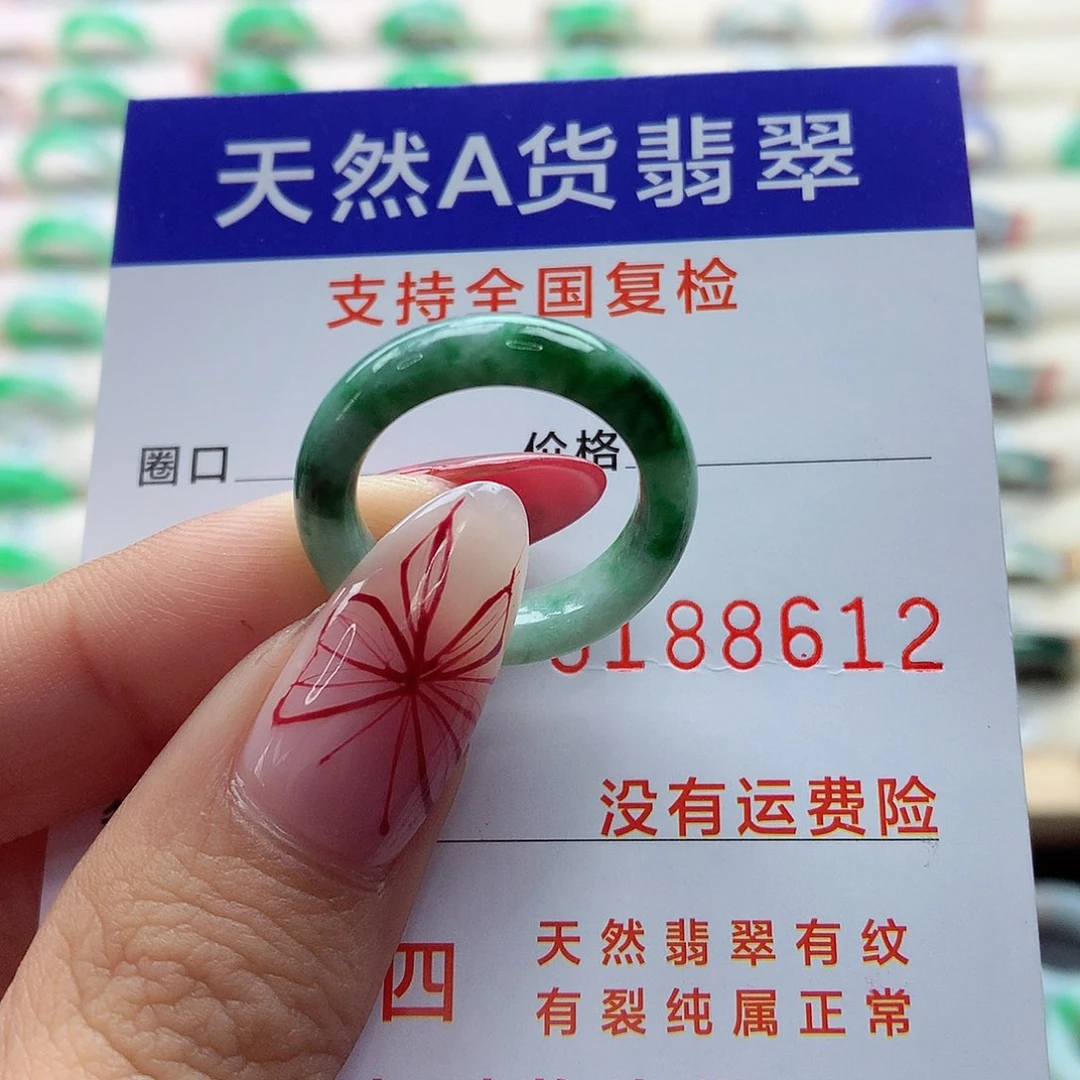 天然A货翡翠
支持全国复检
圈口 价格
188612
没有运费险
四 天然翡翠有纹
有裂纯属正常